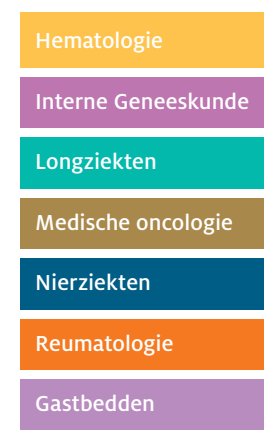 Hematologie
Interne Geneeskunde
Longziekten
Medische oncologie
Nierziekten
Reumatologie
Gastbedden